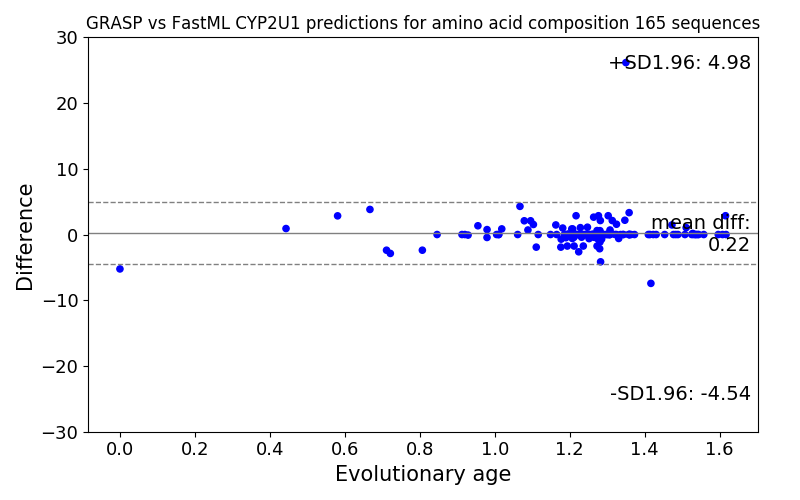 GRASP vs FastML CYP2U1 predictions for amino acid composition 165 sequences
30
+SD1.96: 4.98
20
10
mean diff:
0
0.22
−10
−20
-SD1.96: -4.54
−30
Difference
0.0 0.2 0.4 0.6 0.8 1.0 1.2 1.4 1.6
Evolutionary age